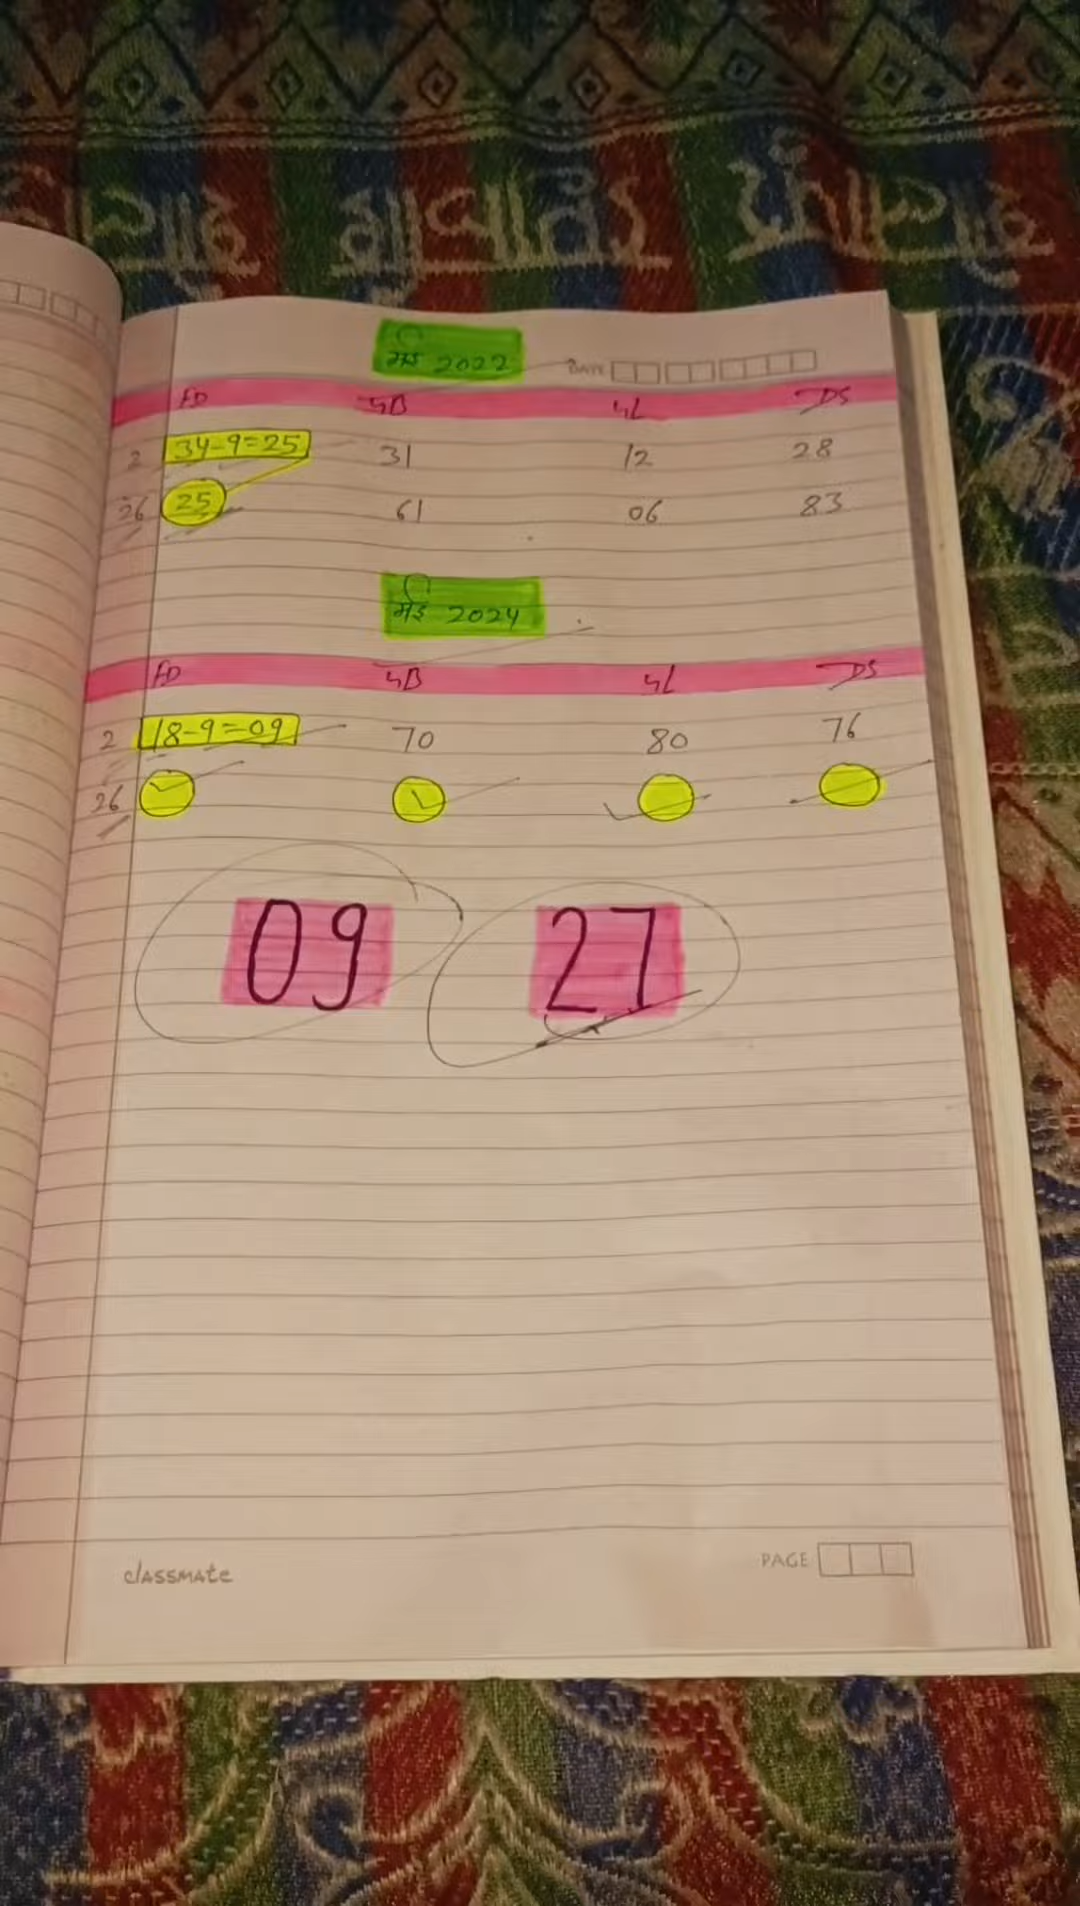 मई 2022
DATE
FD GB GL DS
2 34-9=25 31 12 28
26 25 61 06 83
मई 2024
FD GB GL DS
2 18-9=09 70 80 76
26
09 27
classmate PAGE